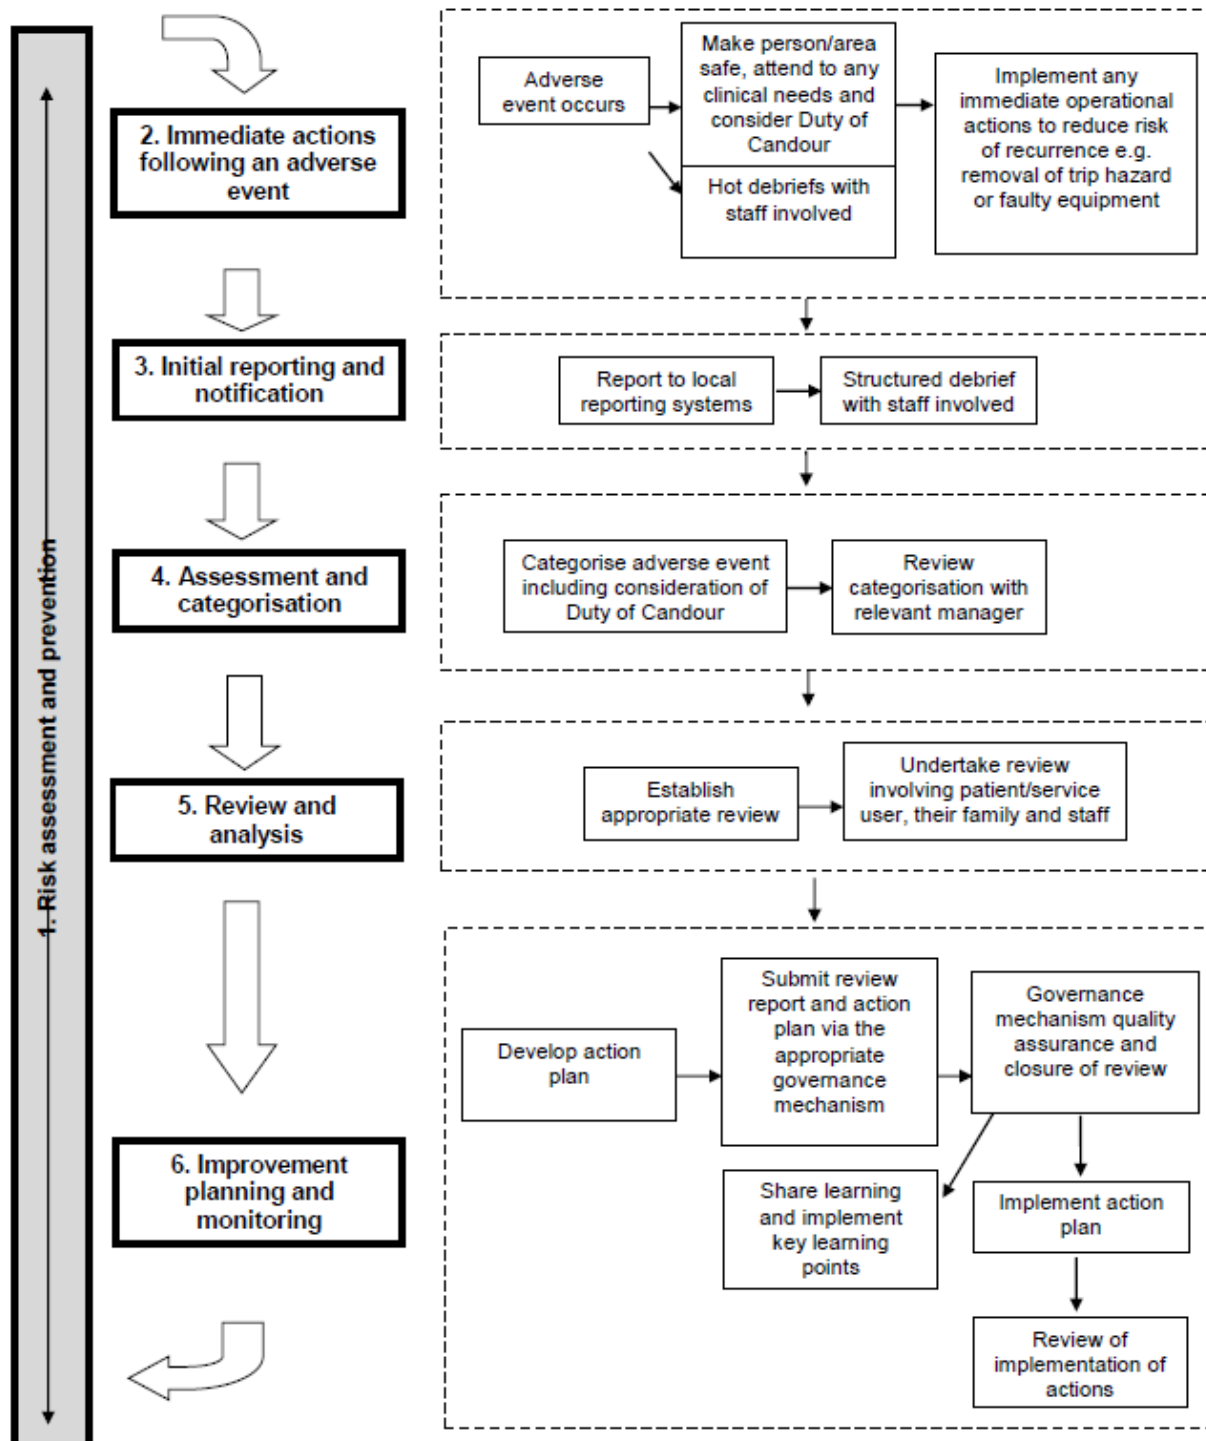 1. Risk assessment and prevention
2. Immediate actions
following an adverse
event
Adverse
event occurs
Make person/area
safe, attend to any
clinical needs and
consider Duty of
Candour
Hot debriefs with
staff involved
Implement any
immediate operational
actions to reduce risk
of recurrence e.g.
removal of trip hazard
or faulty equipment
3. Initial reporting and
notification
Report to local
reporting systems
Structured debrief
with staff involved
4. Assessment and
categorisation
Categorise adverse event
including consideration of
Duty of Candour
Review
categorisation with
relevant manager
5. Review and
analysis
Establish
appropriate review
Undertake review
involving patient/service
user, their family and staff
6. Improvement
planning and
monitoring
Develop action
plan
Submit review
report and action
plan via the
appropriate
governance
mechanism
Governance
mechanism quality
assurance and
closure of review
Share learning
and implement
key learning
points
Implement action
plan
Review of
implementation of
actions